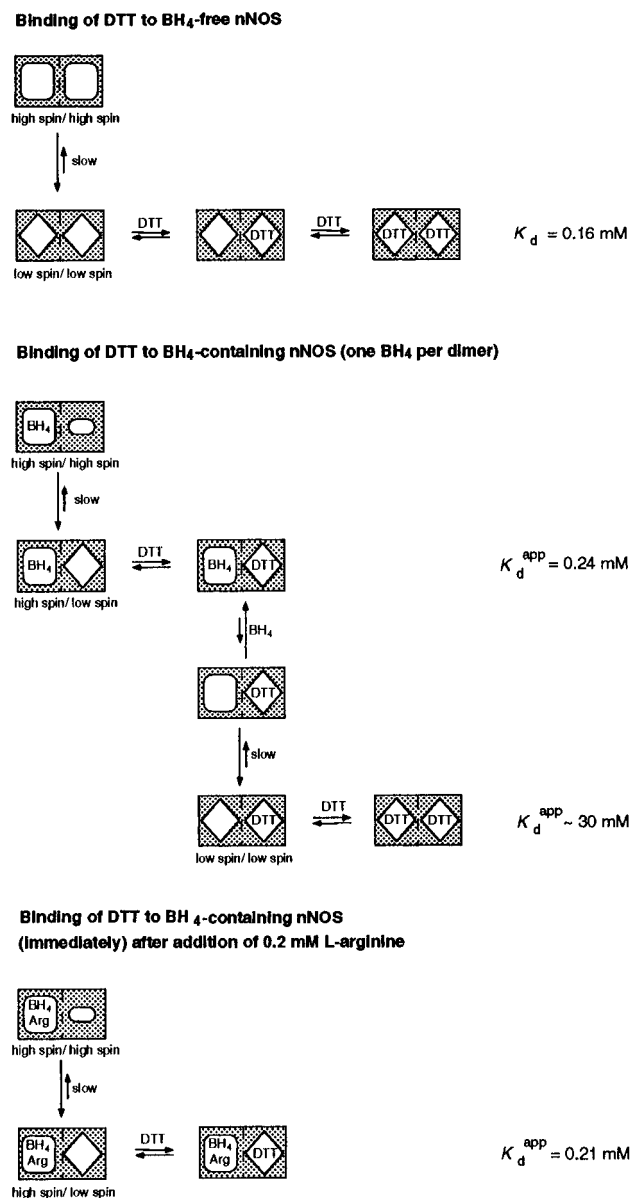 Binding of DTT to BH4-free nNOS
high spin/ high spin
slow
DTT
DTT
DTT
DTT
DTT
K d = 0.16 mM
low spin/ low spin
Binding of DTT to BH4-containing nNOS (one BH4 per dimer)
BH4
high spin/ high spin
slow
BH4
DTT
BH4
DTT
K d app = 0.24 mM
high spin/ low spin
BH4
DTT
slow
DTT
DTT
DTT
DTT
K d app ~ 30 mM
low spin/ low spin
Binding of DTT to BH4-containing nNOS
(immediately) after addition of 0.2 mM L-arginine
BH4
Arg
high spin/ high spin
slow
BH4
Arg
DTT
BH4
Arg
DTT
K d app = 0.21 mM
high spin/ low spin